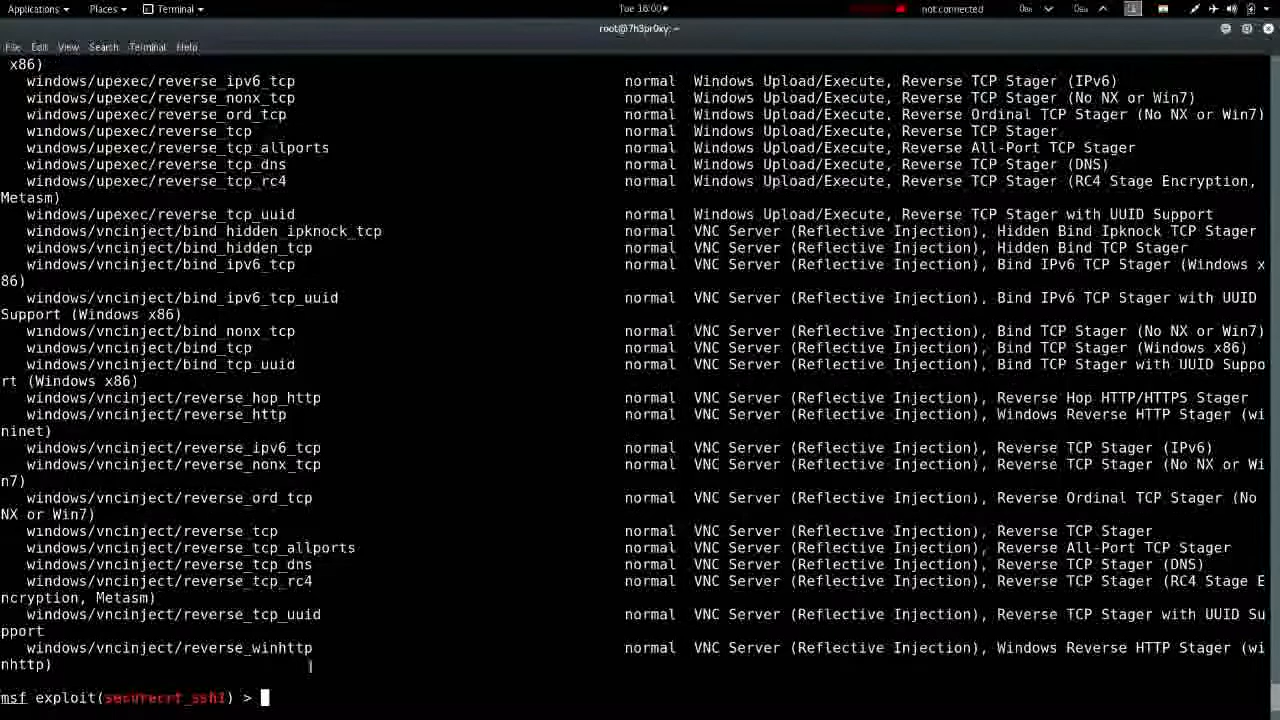 Applications Places Terminal Tue 16:00 not connected
root@7h3pr0xy: ~
File Edit View Search Terminal Help
x86)
windows/upexec/reverse_ipv6_tcp normal Windows Upload/Execute, Reverse TCP Stager (IPv6)
windows/upexec/reverse_nonx_tcp normal Windows Upload/Execute, Reverse TCP Stager (No NX or Win7)
windows/upexec/reverse_ord_tcp normal Windows Upload/Execute, Reverse Ordinal TCP Stager (No NX or Win7)
windows/upexec/reverse_tcp normal Windows Upload/Execute, Reverse TCP Stager
windows/upexec/reverse_tcp_allports normal Windows Upload/Execute, Reverse All-Port TCP Stager
windows/upexec/reverse_tcp_dns normal Windows Upload/Execute, Reverse TCP Stager (DNS)
windows/upexec/reverse_tcp_rc4 normal Windows Upload/Execute, Reverse TCP Stager (RC4 Stage Encryption,
Metasm)
windows/upexec/reverse_tcp_uuid normal Windows Upload/Execute, Reverse TCP Stager with UUID Support
windows/vncinject/bind_hidden_ipknock_tcp normal VNC Server (Reflective Injection), Hidden Bind Ipknock TCP Stager
windows/vncinject/bind_hidden_tcp normal VNC Server (Reflective Injection), Hidden Bind TCP Stager
windows/vncinject/bind_ipv6_tcp normal VNC Server (Reflective Injection), Bind IPv6 TCP Stager (Windows x
86)
windows/vncinject/bind_ipv6_tcp_uuid normal VNC Server (Reflective Injection), Bind IPv6 TCP Stager with UUID
Support (Windows x86)
windows/vncinject/bind_nonx_tcp normal VNC Server (Reflective Injection), Bind TCP Stager (No NX or Win7)
windows/vncinject/bind_tcp normal VNC Server (Reflective Injection), Bind TCP Stager (Windows x86)
windows/vncinject/bind_tcp_uuid normal VNC Server (Reflective Injection), Bind TCP Stager with UUID Suppo
rt (Windows x86)
windows/vncinject/reverse_hop_http normal VNC Server (Reflective Injection), Reverse Hop HTTP/HTTPS Stager
windows/vncinject/reverse_http normal VNC Server (Reflective Injection), Windows Reverse HTTP Stager (wi
ninet)
windows/vncinject/reverse_ipv6_tcp normal VNC Server (Reflective Injection), Reverse TCP Stager (IPv6)
windows/vncinject/reverse_nonx_tcp normal VNC Server (Reflective Injection), Reverse TCP Stager (No NX or Wi
n7)
windows/vncinject/reverse_ord_tcp normal VNC Server (Reflective Injection), Reverse Ordinal TCP Stager (No
NX or Win7)
windows/vncinject/reverse_tcp normal VNC Server (Reflective Injection), Reverse TCP Stager
windows/vncinject/reverse_tcp_allports normal VNC Server (Reflective Injection), Reverse All-Port TCP Stager
windows/vncinject/reverse_tcp_dns normal VNC Server (Reflective Injection), Reverse TCP Stager (DNS)
windows/vncinject/reverse_tcp_rc4 normal VNC Server (Reflective Injection), Reverse TCP Stager (RC4 Stage E
ncryption, Metasm)
windows/vncinject/reverse_tcp_uuid normal VNC Server (Reflective Injection), Reverse TCP Stager with UUID Su
pport
windows/vncinject/reverse_winhttp normal VNC Server (Reflective Injection), Windows Reverse HTTP Stager (wi
nhttp)
msf exploit(securecrt_ssh1) >